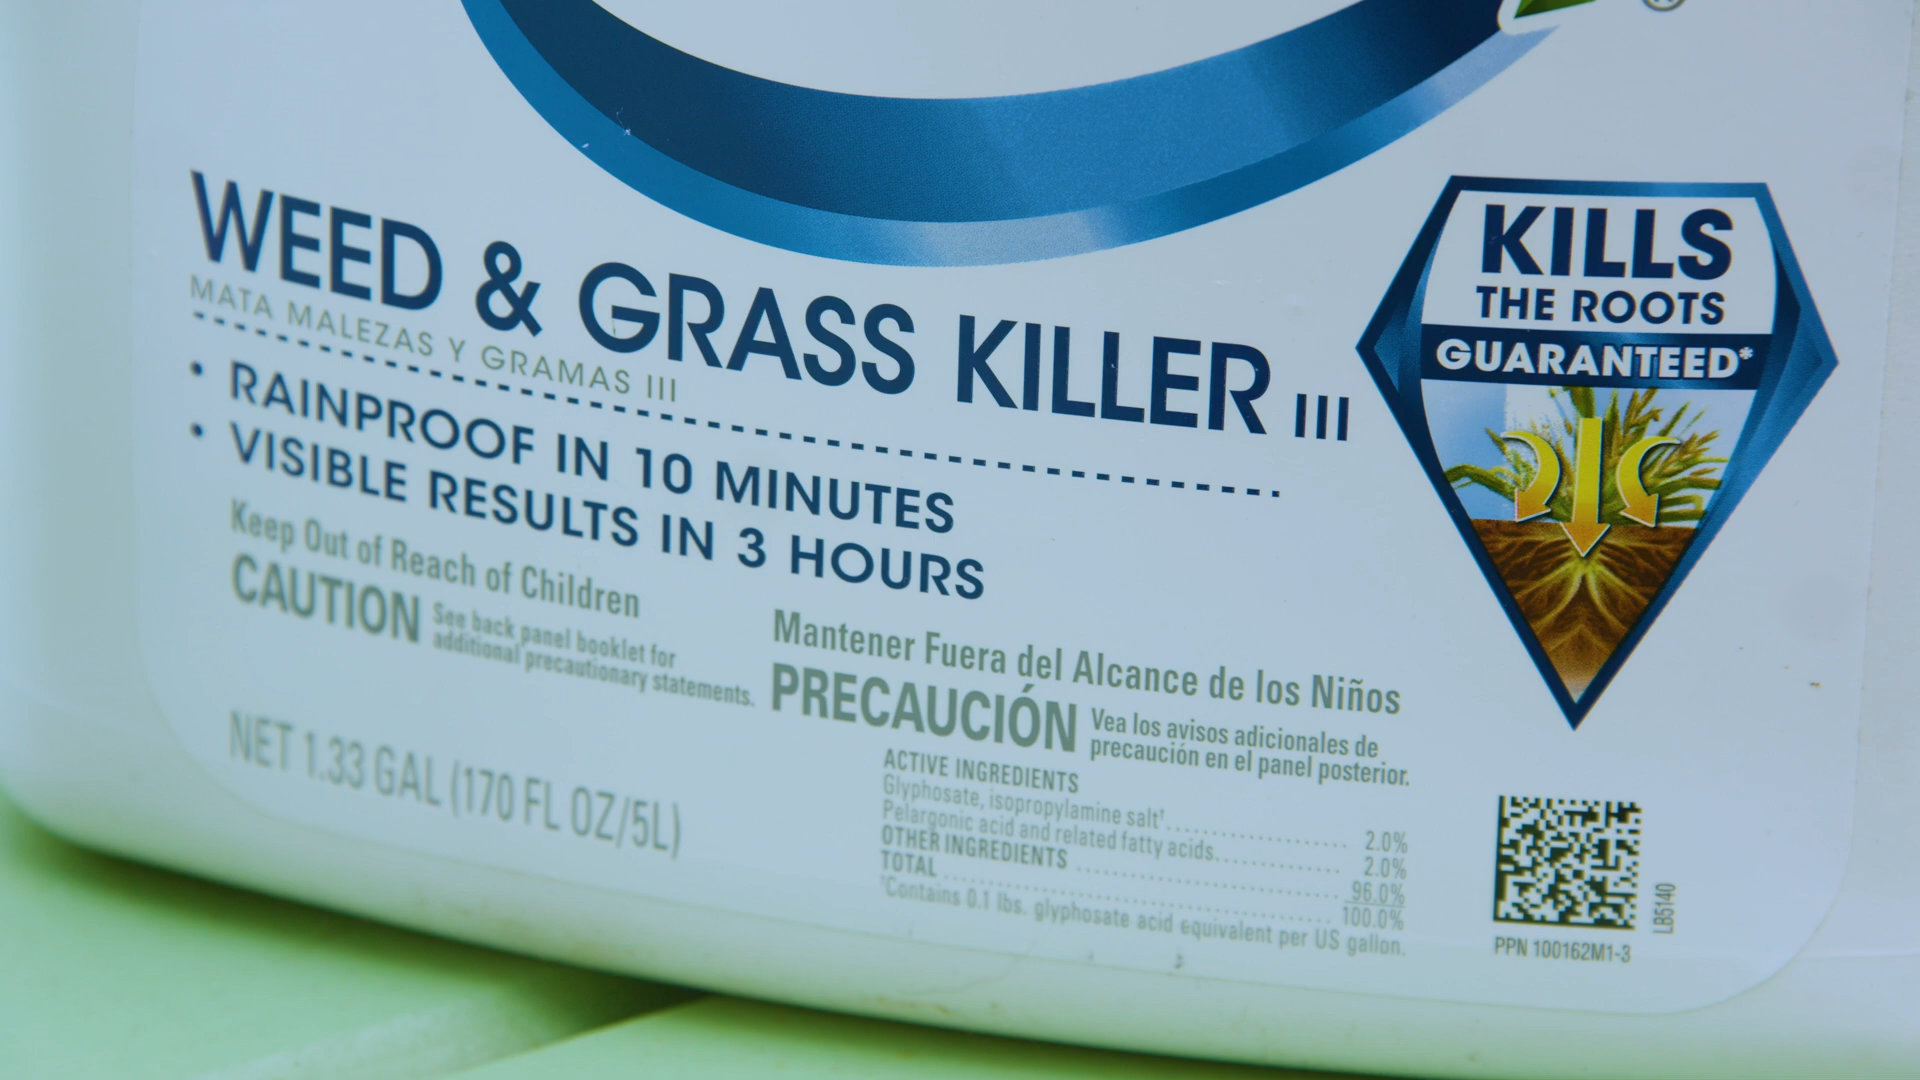 ®
WEED & GRASS KILLER III
MATA MALEZAS Y GRAMAS III
• RAINPROOF IN 10 MINUTES
• VISIBLE RESULTS IN 3 HOURS
KILLS
THE ROOTS
GUARANTEED*
Keep Out of Reach of Children
CAUTION See back panel booklet for
additional precautionary statements.
Mantener Fuera del Alcance de los Niños
PRECAUCIÓN Vea los avisos adicionales de
precaución en el panel posterior.
NET 1.33 GAL (170 FL OZ/5L)
ACTIVE INGREDIENTS
Glyphosate, isopropylamine salt†.................... 2.0%
Pelargonic acid and related fatty acids.............. 2.0%
OTHER INGREDIENTS .............................. 96.0%
TOTAL ............................................ 100.0%
†Contains 0.1 lbs. glyphosate acid equivalent per US gallon.
LB5140
PPN 100162M1-3